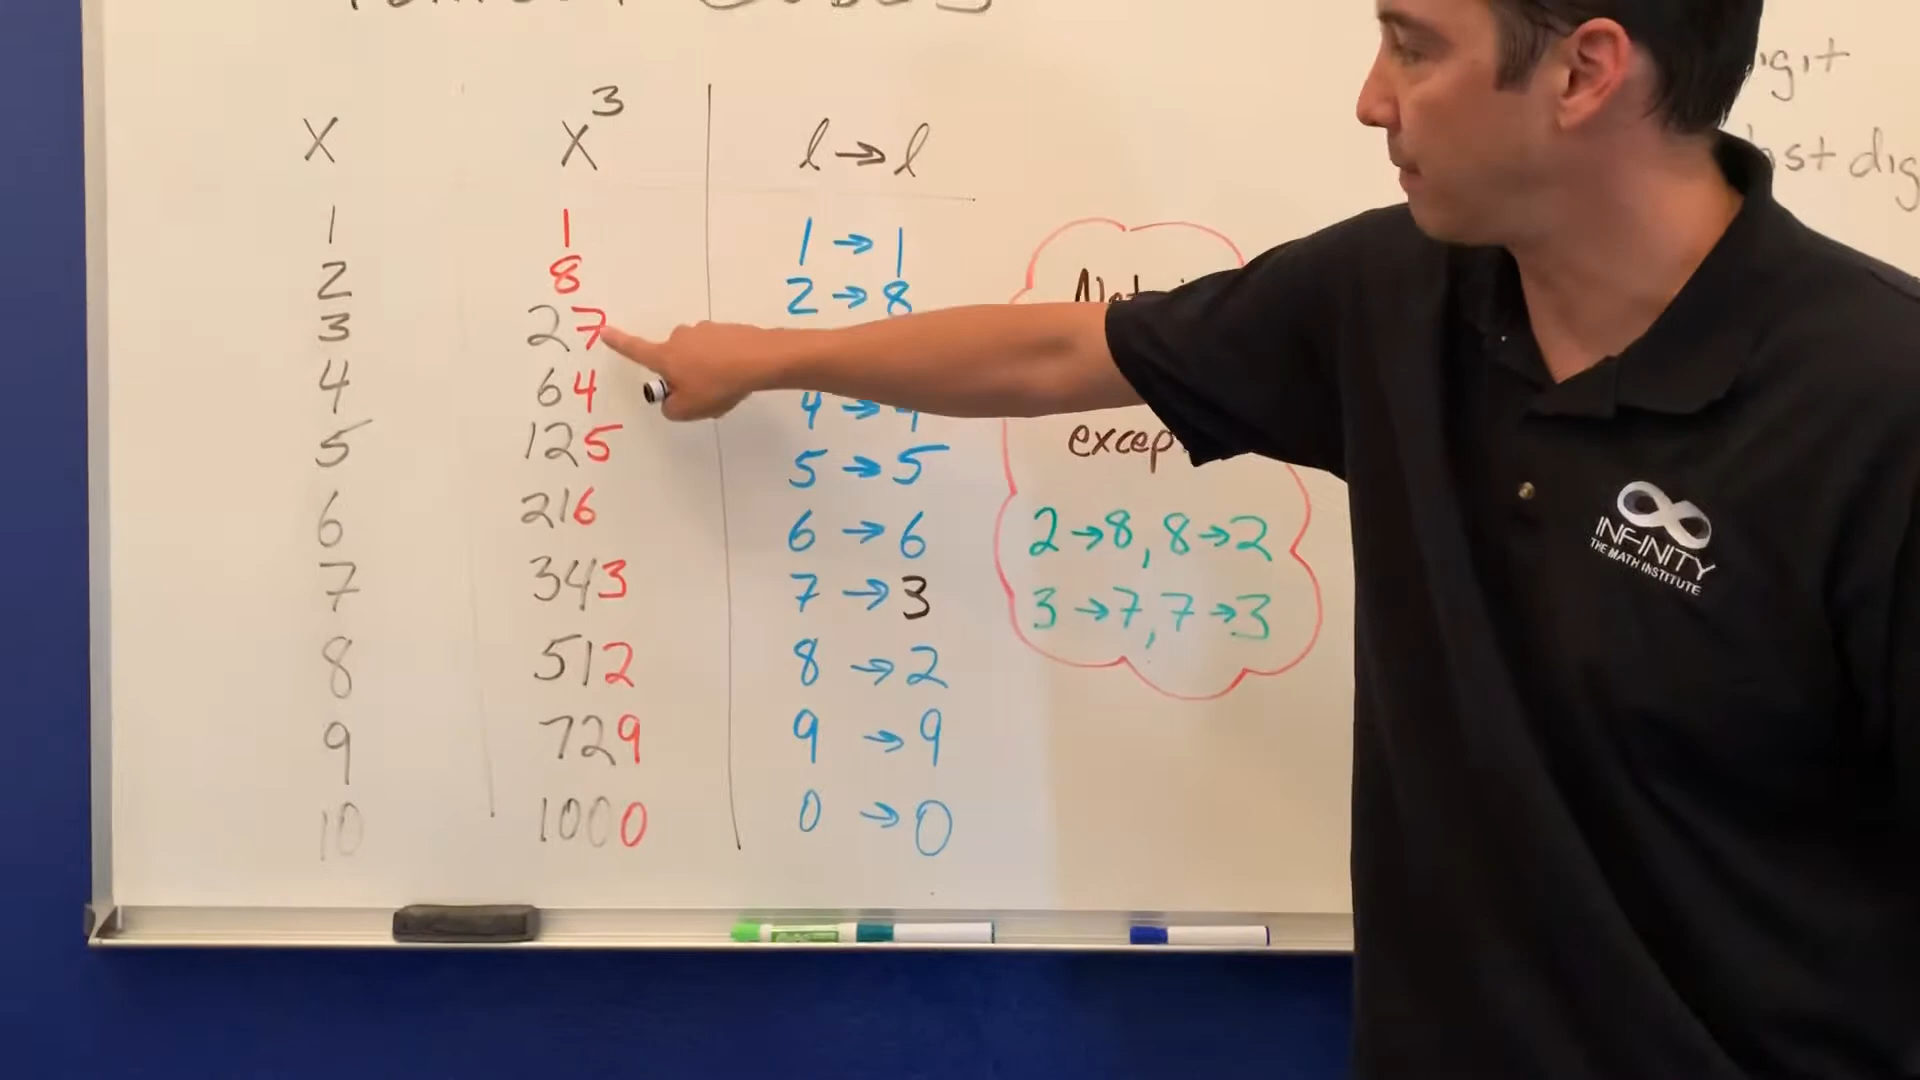 x x³ l → l
1 1 1 → 1
2 8 2 → 8
3 27
4 64 4 →
5 125 5 → 5
6 216 6 → 6
7 343 7 → 3
8 512 8 → 2
9 729 9 → 9
10 1000 0 → 0
2 → 8, 8 → 2
3 → 7, 7 → 3
INFINITY
THE MATH INSTITUTE